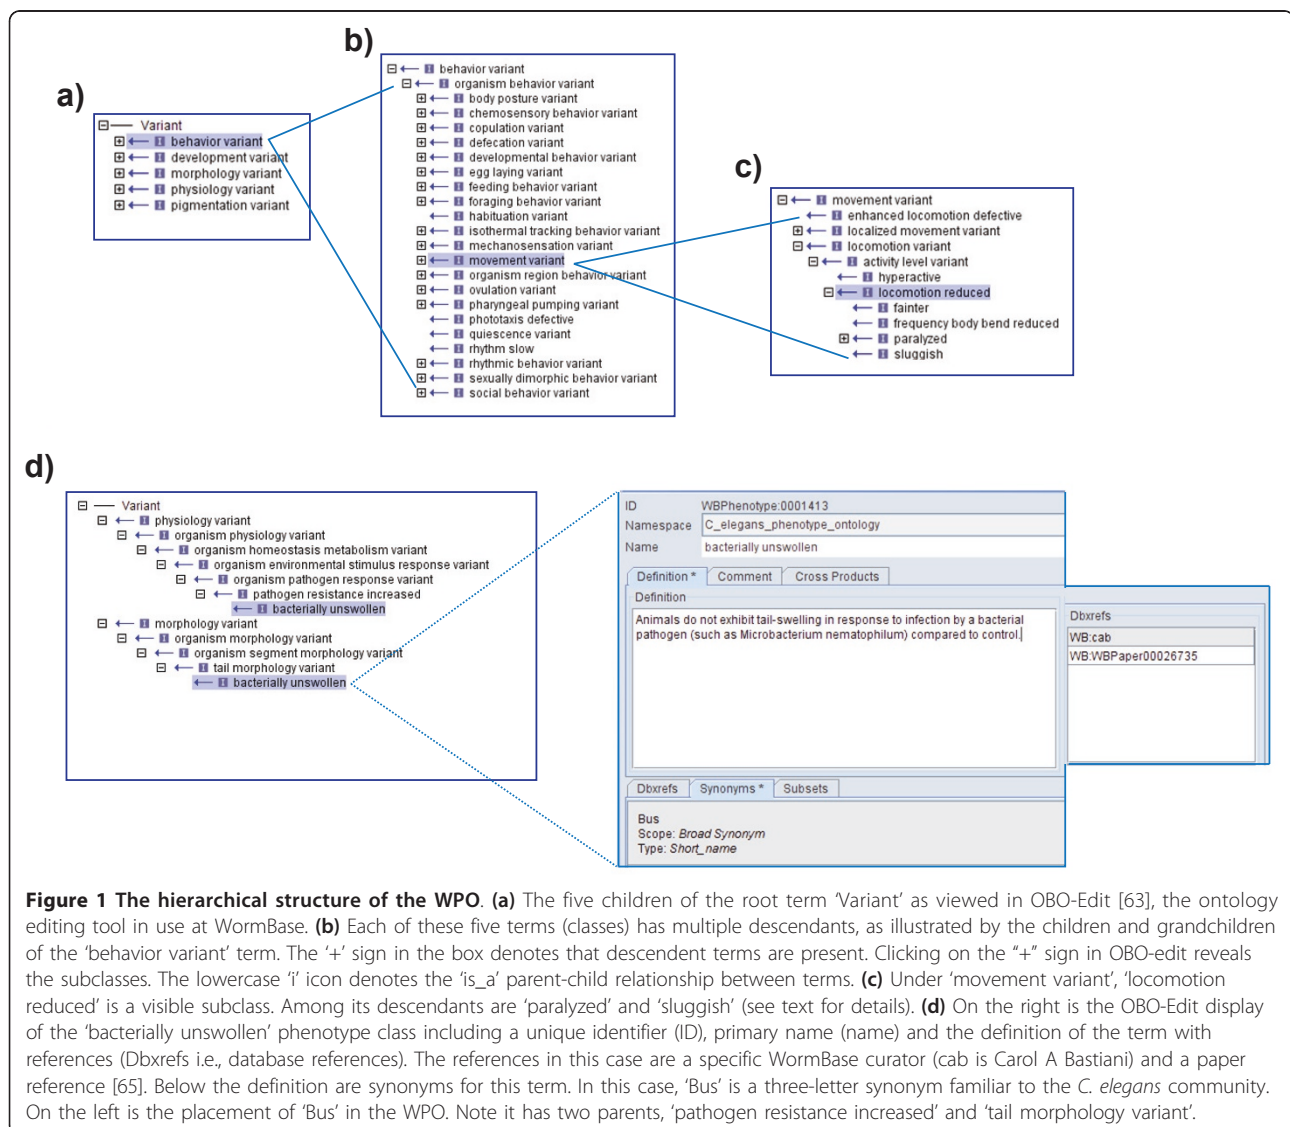 a)
Variant
behavior variant
development variant
morphology variant
physiology variant
pigmentation variant
b)
behavior variant
organism behavior variant
body posture variant
chemosensory behavior variant
copulation variant
defecation variant
developmental behavior variant
egg laying variant
feeding behavior variant
foraging behavior variant
habituation variant
isothermal tracking behavior variant
mechanosensation variant
movement variant
organism region behavior variant
ovulation variant
pharyngeal pumping variant
phototaxis defective
quiescence variant
rhythm slow
rhythmic behavior variant
sexually dimorphic behavior variant
social behavior variant
c)
movement variant
enhanced locomotion defective
localized movement variant
locomotion variant
activity level variant
hyperactive
locomotion reduced
fainter
frequency body bend reduced
paralyzed
sluggish
d)
Variant
physiology variant
organism physiology variant
organism homeostasis metabolism variant
organism environmental stimulus response variant
organism pathogen response variant
pathogen resistance increased
bacterially unswollen
morphology variant
organism morphology variant
organism segment morphology variant
tail morphology variant
bacterially unswollen
ID WBPhenotype:0001413
Namespace C_elegans_phenotype_ontology
Name bacterially unswollen
Definition * Comment Cross Products
Definition
Animals do not exhibit tail-swelling in response to infection by a bacterial
pathogen (such as Microbacterium nematophilum) compared to control.
Dbxrefs Synonyms * Subsets
Bus
Scope: Broad Synonym
Type: Short_name
Dbxrefs
WB:cab
WB:WBPaper00026735
Figure 1 The hierarchical structure of the WPO. (a) The five children of the root term ‘Variant’ as viewed in OBO-Edit [63], the ontology
editing tool in use at WormBase. (b) Each of these five terms (classes) has multiple descendants, as illustrated by the children and grandchildren
of the ‘behavior variant’ term. The ‘+’ sign in the box denotes that descendent terms are present. Clicking on the “+” sign in OBO-edit reveals
the subclasses. The lowercase ‘i’ icon denotes the ‘is_a’ parent-child relationship between terms. (c) Under ‘movement variant’, ‘locomotion
reduced’ is a visible subclass. Among its descendants are ‘paralyzed’ and ‘sluggish’ (see text for details). (d) On the right is the OBO-Edit display
of the ‘bacterially unswollen’ phenotype class including a unique identifier (ID), primary name (name) and the definition of the term with
references (Dbxrefs i.e., database references). The references in this case are a specific WormBase curator (cab is Carol A Bastiani) and a paper
reference [65]. Below the definition are synonyms for this term. In this case, ‘Bus’ is a three-letter synonym familiar to the C. elegans community.
On the left is the placement of ‘Bus’ in the WPO. Note it has two parents, ‘pathogen resistance increased’ and ‘tail morphology variant’.